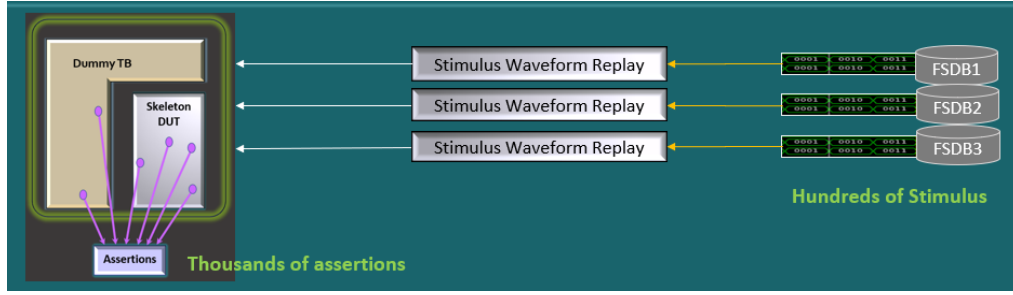 Dummy TB
Skeleton
DUT
Assertions
Thousands of assertions
Stimulus Waveform Replay
0001 0010 0011
0001 0010 0011
FSDB1
Stimulus Waveform Replay
0001 0010 0011
0001 0010 0011
FSDB2
Stimulus Waveform Replay
0001 0010 0011
0001 0010 0011
FSDB3
Hundreds of Stimulus